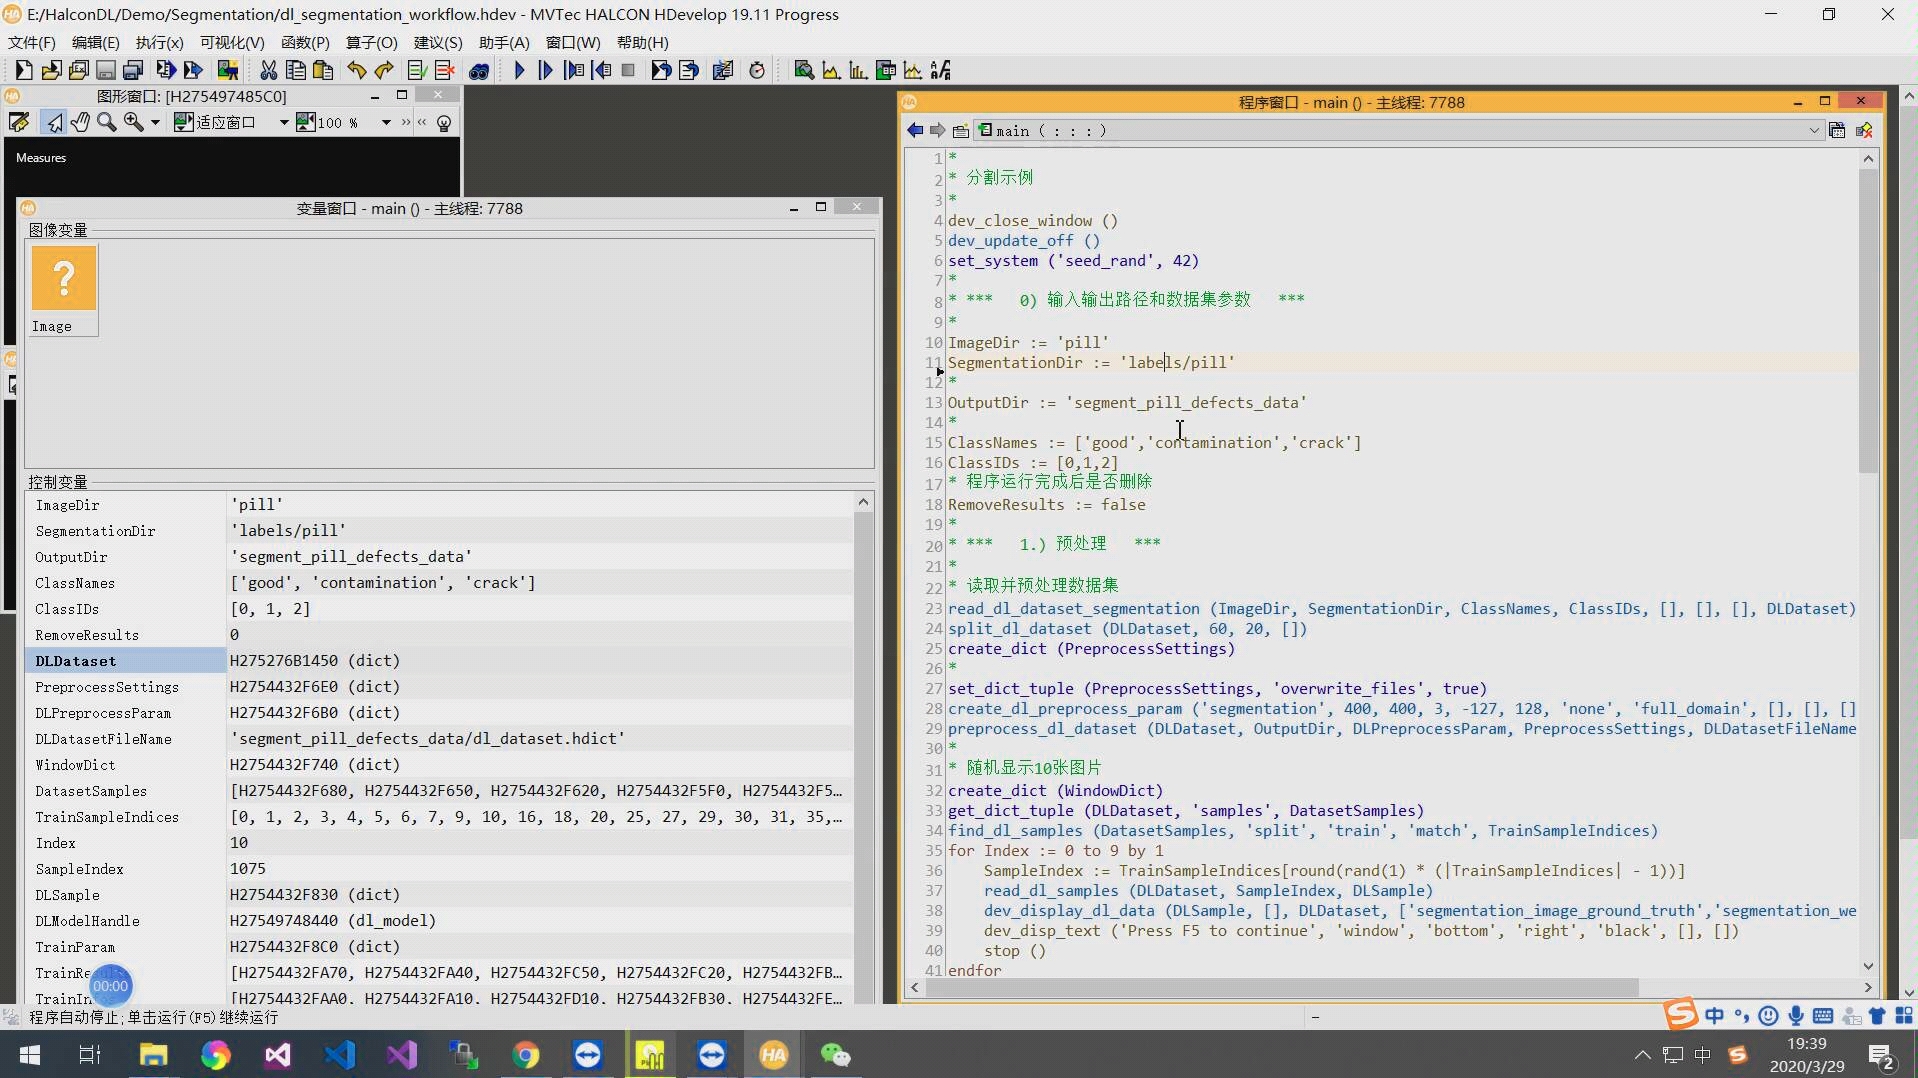 E:/HalconDL/Demo/Segmentation/dl_segmentation_workflow.hdev - MVTec HALCON HDevelop 19.11 Progress
文件(F) 编辑(E) 执行(x) 可视化(V) 函数(P) 算子(O) 建议(S) 助手(A) 窗口(W) 帮助(H)
图形窗口: [H275497485C0]
适应窗口 100 %
Measures
变量窗口 - main () - 主线程: 7788
图像变量
?
Image
控制变量
ImageDir 'pill'
SegmentationDir 'labels/pill'
OutputDir 'segment_pill_defects_data'
ClassNames ['good', 'contamination', 'crack']
ClassIDs [0, 1, 2]
RemoveResults 0
DLDataset H275276B1450 (dict)
PreprocessSettings H2754432F6E0 (dict)
DLPreprocessParam H2754432F6B0 (dict)
DLDatasetFileName 'segment_pill_defects_data/dl_dataset.hdict'
WindowDict H2754432F740 (dict)
DatasetSamples [H2754432F680, H2754432F650, H2754432F620, H2754432F5F0, H2754432F5...
TrainSampleIndices [0, 1, 2, 3, 4, 5, 6, 7, 9, 10, 16, 18, 20, 25, 27, 29, 30, 31, 35,...
Index 10
SampleIndex 1075
DLSample H2754432F830 (dict)
DLModelHandle H27549748440 (dl_model)
TrainParam H2754432F8C0 (dict)
TrainRe [H2754432FA70, H2754432FA40, H2754432FC50, H2754432FC20, H2754432FB...
TrainIn [H2754432FAA0, H2754432FA10, H2754432FD10, H2754432FB30, H2754432FE...
00:00
程序自动停止;单击运行(F5)继续运行
程序窗口 - main () - 主线程: 7788
main ( : : : )
1 *
2 * 分割示例
3 *
4 dev_close_window ()
5 dev_update_off ()
6 set_system ('seed_rand', 42)
7 *
8 * *** 0) 输入输出路径和数据集参数 ***
9 *
10 ImageDir := 'pill'
11 SegmentationDir := 'labels/pill'
12 *
13 OutputDir := 'segment_pill_defects_data'
14 *
15 ClassNames := ['good','contamination','crack']
16 ClassIDs := [0,1,2]
17 * 程序运行完成后是否删除
18 RemoveResults := false
19 *
20 * *** 1.) 预处理 ***
21 *
22 * 读取并预处理数据集
23 read_dl_dataset_segmentation (ImageDir, SegmentationDir, ClassNames, ClassIDs, [], [], [], DLDataset)
24 split_dl_dataset (DLDataset, 60, 20, [])
25 create_dict (PreprocessSettings)
26 *
27 set_dict_tuple (PreprocessSettings, 'overwrite_files', true)
28 create_dl_preprocess_param ('segmentation', 400, 400, 3, -127, 128, 'none', 'full_domain', [], [], []
29 preprocess_dl_dataset (DLDataset, OutputDir, DLPreprocessParam, PreprocessSettings, DLDatasetFileName
30 *
31 * 随机显示10张图片
32 create_dict (WindowDict)
33 get_dict_tuple (DLDataset, 'samples', DatasetSamples)
34 find_dl_samples (DatasetSamples, 'split', 'train', 'match', TrainSampleIndices)
35 for Index := 0 to 9 by 1
36 SampleIndex := TrainSampleIndices[round(rand(1) * (|TrainSampleIndices| - 1))]
37 read_dl_samples (DLDataset, SampleIndex, DLSample)
38 dev_display_dl_data (DLSample, [], DLDataset, ['segmentation_image_ground_truth','segmentation_we
39 dev_disp_text ('Press F5 to continue', 'window', 'bottom', 'right', 'black', [], [])
40 stop ()
41 endfor
–
中
中
19:39
2020/3/29
2